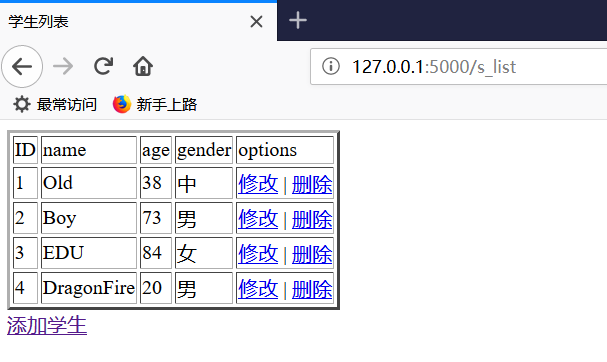 学生列表
127.0.0.1:5000/s_list
最常访问 新手上路
ID name age gender options
1 Old 38 中 修改 | 删除
2 Boy 73 男 修改 | 删除
3 EDU 84 女 修改 | 删除
4 DragonFire 20 男 修改 | 删除
添加学生